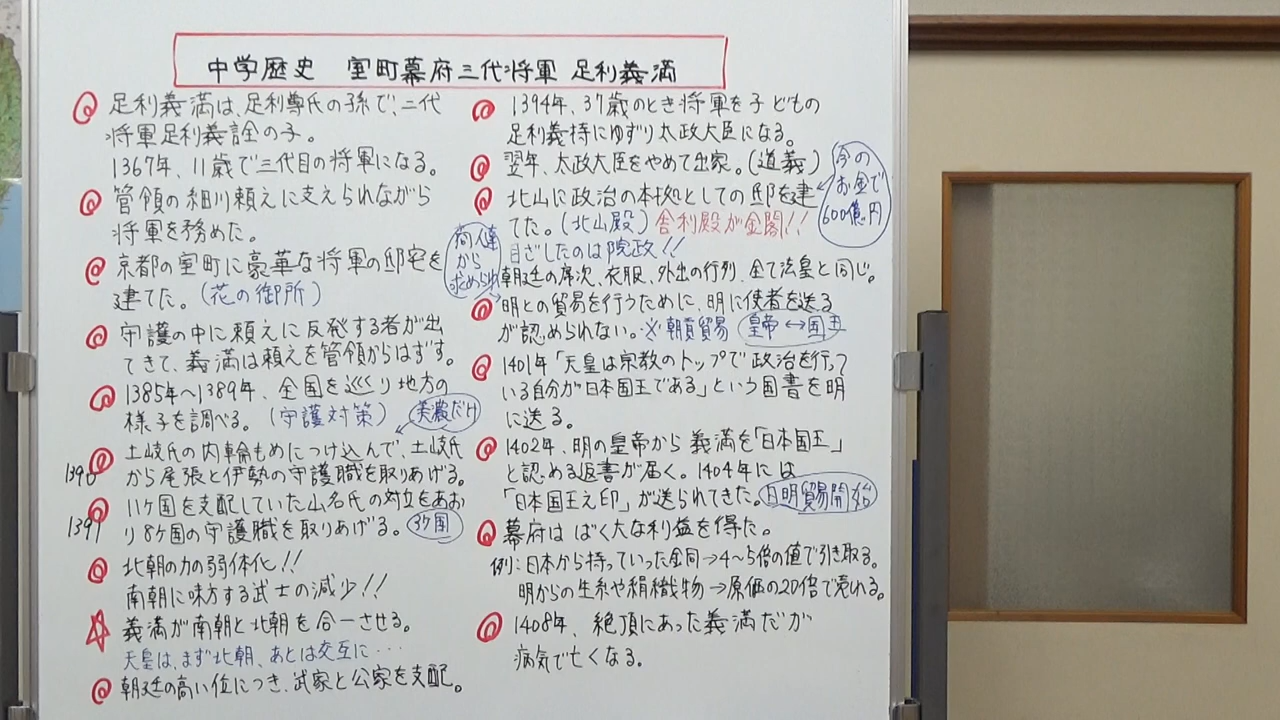 中学歴史 室町幕府三代将軍 足利義満
足利義満は、足利尊氏の孫で、二代
将軍足利義詮の子。
1367年、11歳で三代目の将軍になる。
管領の細川頼之に支えられながら
将軍を務めた。
京都の室町に豪華な将軍の邸宅を
建てた。(花の御所)
守護の中に頼之に反発する者が出
てきて、義満は頼之を管領からはずす。
1385年〜1389年、全国を巡り地方の
様子を調べる。(守護対策)
美濃だけ
1390
土岐氏の内輪もめにつけ込んで、土岐氏
から尾張と伊勢の守護職を取りあげる。
1391
11ヶ国を支配していた山名氏の対立をあお
り8ヶ国の守護職を取りあげる。
3ヶ国
北朝の力の弱体化!!
南朝に味方する武士の減少!!
義満が南朝と北朝を合一させる。
天皇は、まず北朝、あとは交互に・・・
朝廷の高い位につき、武家と公家を支配。
1394年、37歳のとき将軍を子どもの
足利義持にゆずり太政大臣になる。
翌年、太政大臣をやめて出家。(道義)
北山に政治の本拠としての邸を建
てた。(北山殿) 舎利殿が金閣!!
今の
お金で
600億円
目ざしたのは院政!!
朝廷の席次、衣服、外出の行列、全て法皇と同じ。
商人達
から
求められ
明との貿易を行うために、明に使者を送る
が認められない。※朝貢貿易 皇帝↔国王
1401年「天皇は宗教のトップで政治を行って
いる自分が日本国王である」という国書を明
に送る。
1402年、明の皇帝から義満を「日本国王」
と認める返書が届く。1404年には
「日本国王之印」が送られてきた。
日明貿易開始
幕府はばく大な利益を得た。
例:日本から持っていった金同→4〜5倍の値で引き取る。
明からの生糸や絹織物→原価の20倍で売れる。
1408年、絶頂にあった義満だが
病気で亡くなる。